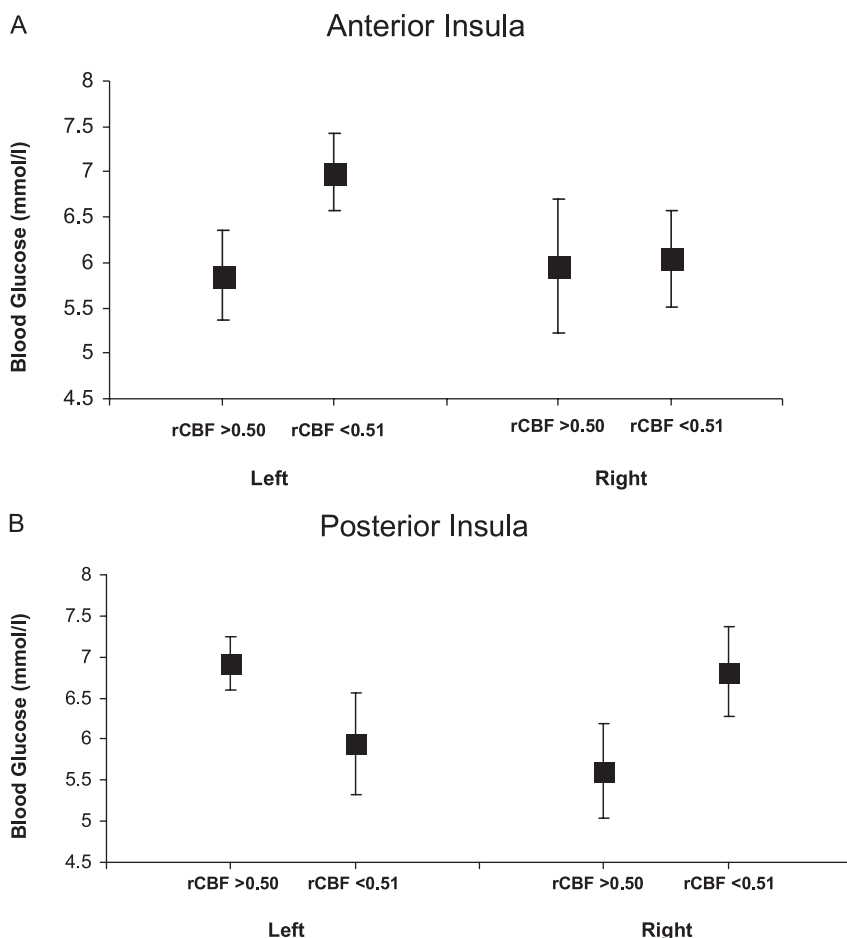 A
Anterior Insula
Blood Glucose (mmol/l)
8
7.5
7
6.5
6
5.5
5
4.5
rCBF >0.50 rCBF <0.51 rCBF >0.50 rCBF <0.51
Left Right
B
Posterior Insula
Blood Glucose (mmol/l)
8
7.5
7
6.5
6
5.5
5
4.5
rCBF >0.50 rCBF <0.51 rCBF >0.50 rCBF <0.51
Left Right